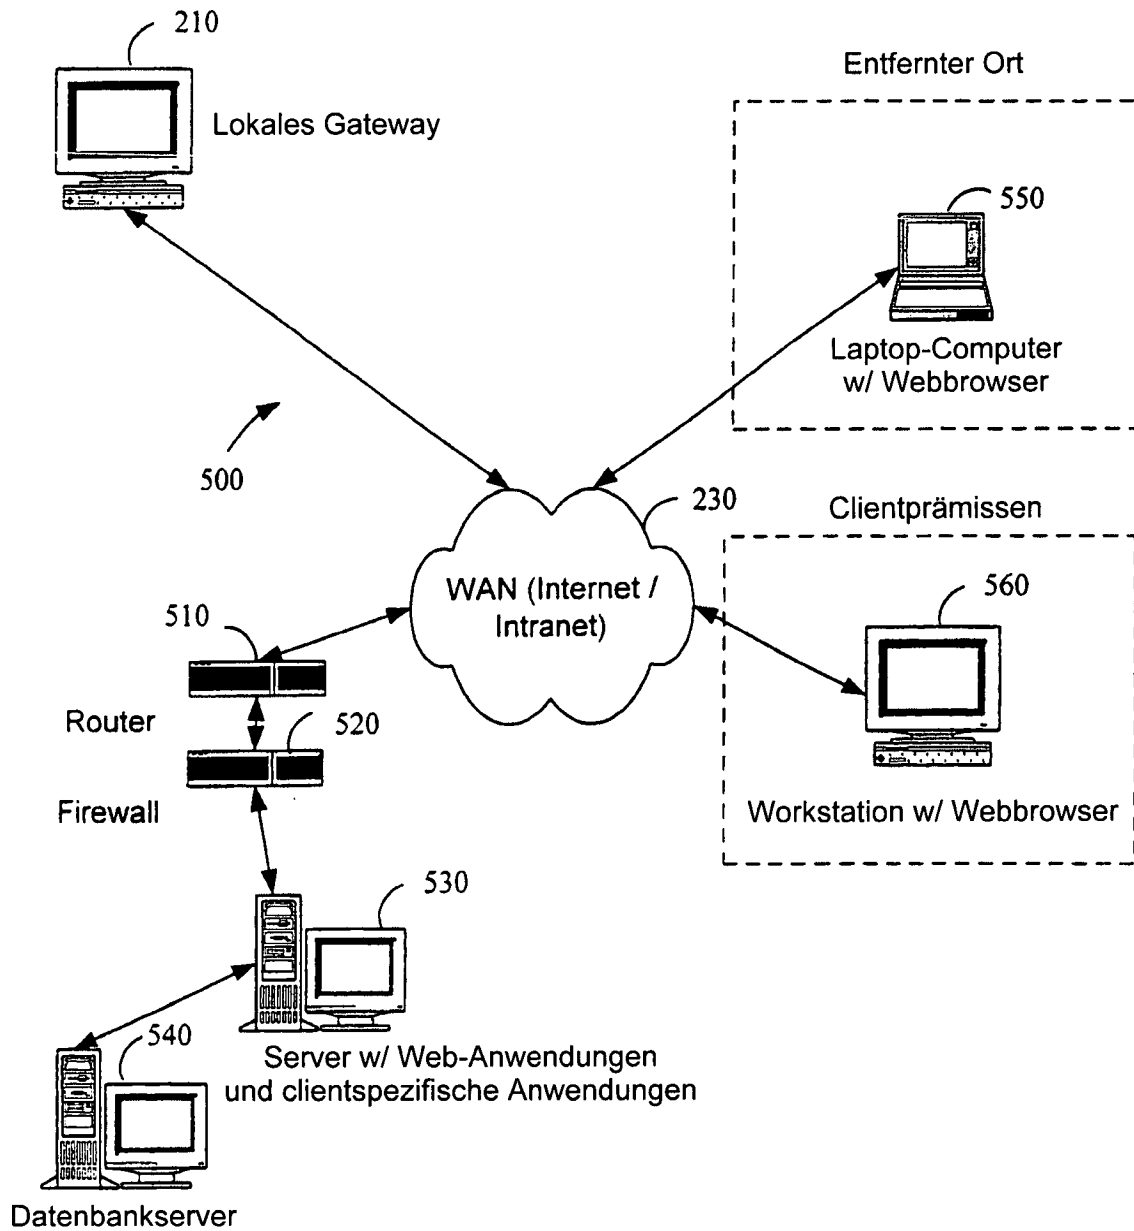 210
Lokales Gateway
Entfernter Ort
550
Laptop-Computer
w/ Webbrowser
500
230
WAN (Internet /
Intranet)
Clientprämissen
560
Workstation w/ Webbrowser
510
Router
520
Firewall
530
Server w/ Web-Anwendungen
und clientspezifische Anwendungen
540
Datenbankserver